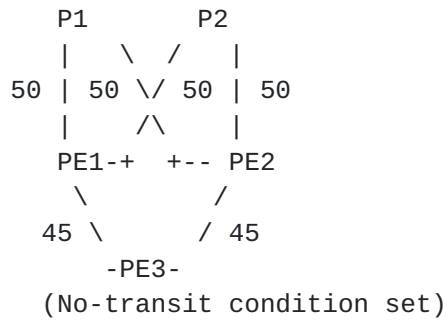 P1 P2
| \ / |
50 | 50 \/ 50 | 50
| /\ |
PE1-+ +-- PE2
\ /
45 \ / 45
-PE3-
(No-transit condition set)